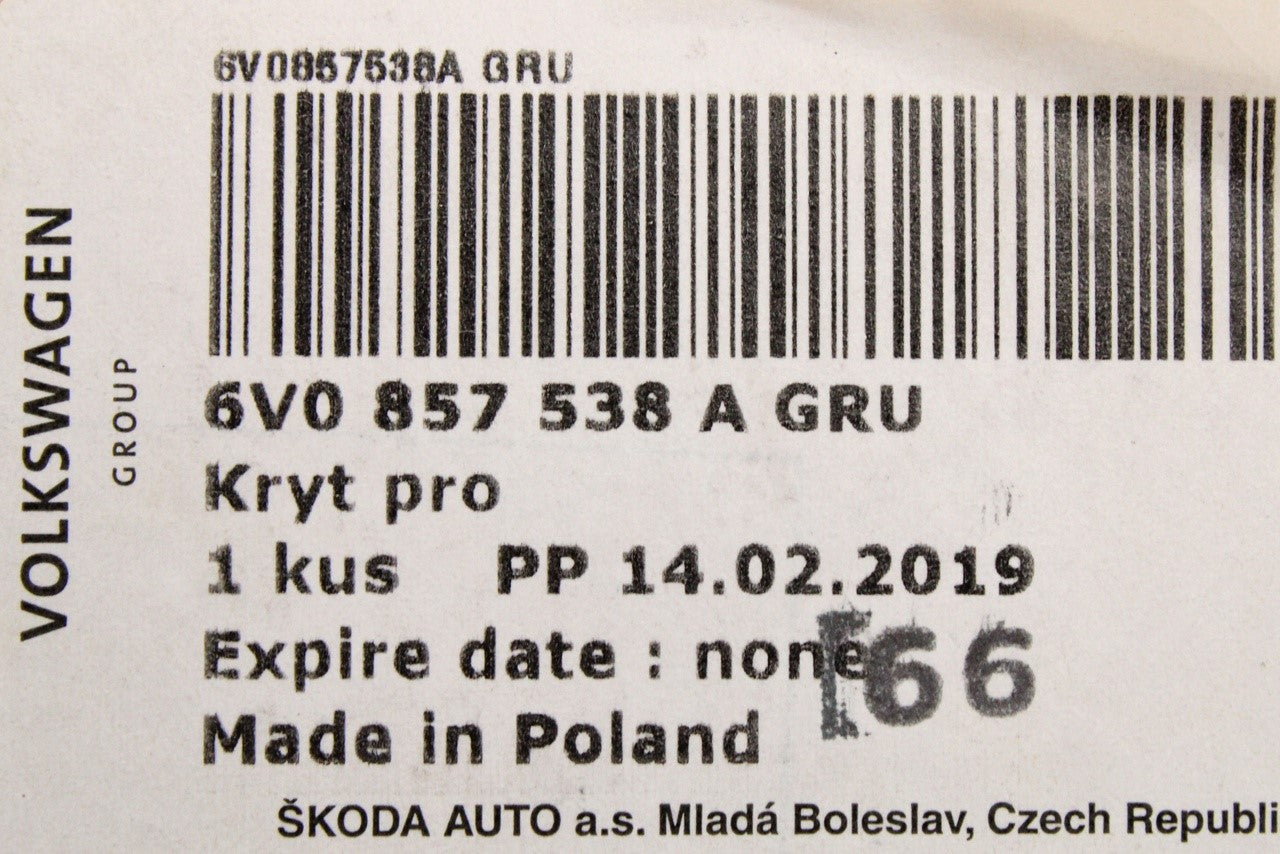 6V0857538A GRU
VOLKSWAGEN
GROUP
6V0 857 538 A GRU
Kryt pro
1 kus PP 14.02.2019
Expire date : none
66
Made in Poland
ŠKODA AUTO a.s. Mladá Boleslav, Czech Republi